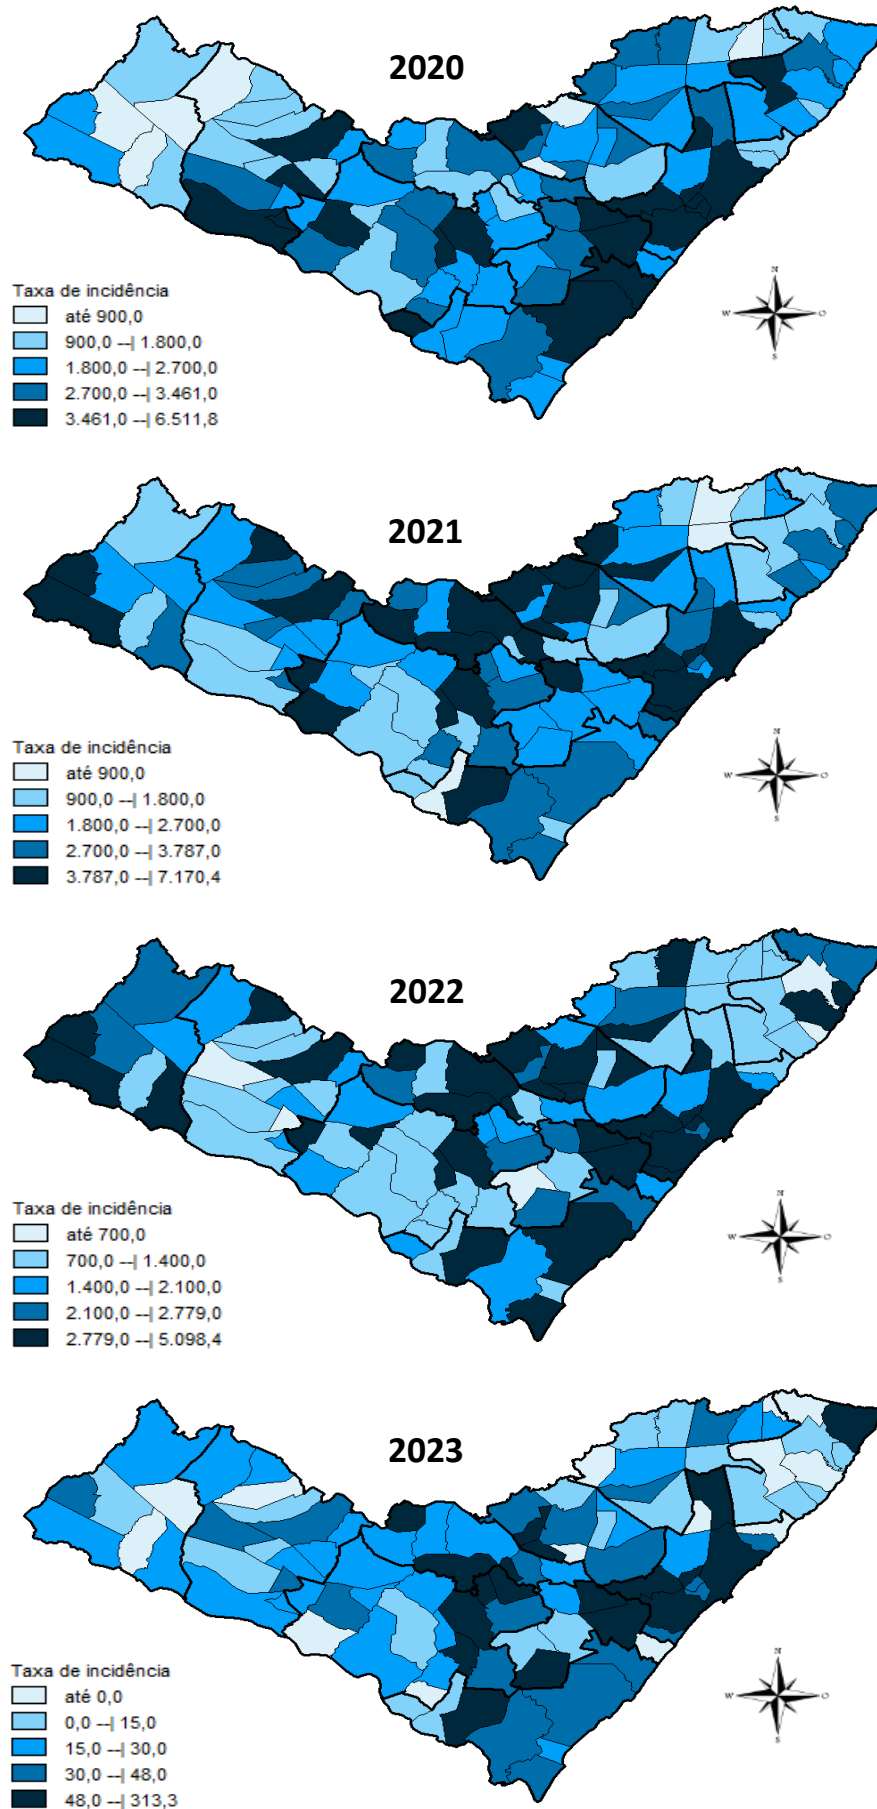 2020
Taxa de incidência
até 900,0
900,0 --| 1.800,0
1.800,0 --| 2.700,0
2.700,0 --| 3.461,0
3.461,0 --| 6.511,8
N
W
O
S
2021
Taxa de incidência
até 900,0
900,0 --| 1.800,0
1.800,0 --| 2.700,0
2.700,0 --| 3.787,0
3.787,0 --| 7.170,4
N
W
O
S
2022
Taxa de incidência
até 700,0
700,0 --| 1.400,0
1.400,0 --| 2.100,0
2.100,0 --| 2.779,0
2.779,0 --| 5.098,4
N
W
O
S
2023
Taxa de incidência
até 0,0
0,0 --| 15,0
15,0 --| 30,0
30,0 --| 48,0
48,0 --| 313,3
N
W
O
S